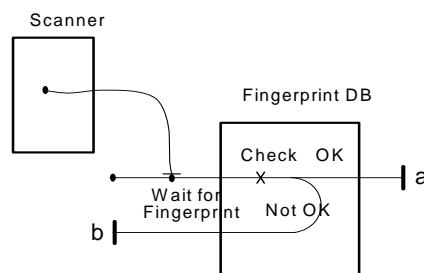 Scanner
Fingerprint DB
Check OK
a
Wait for
Fingerprint
Not OK
b